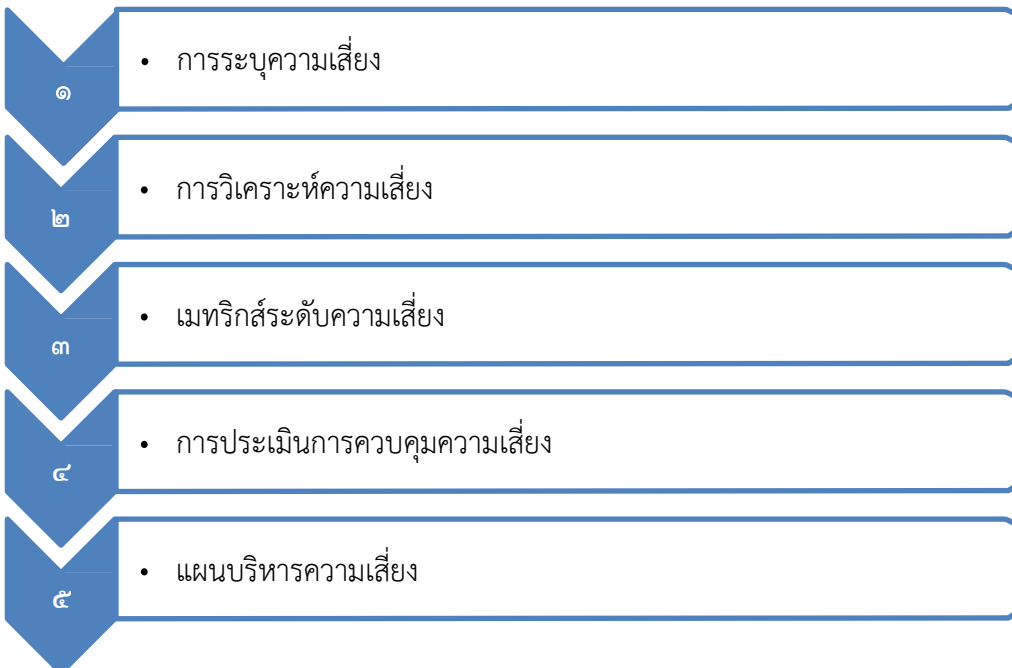 ๑
• การระบุความเสี่ยง
๒
• การวิเคราะห์ความเสี่ยง
๓
• เมทริกส์ระดับความเสี่ยง
๔
• การประเมินการควบคุมความเสี่ยง
๕
• แผนบริหารความเสี่ยง